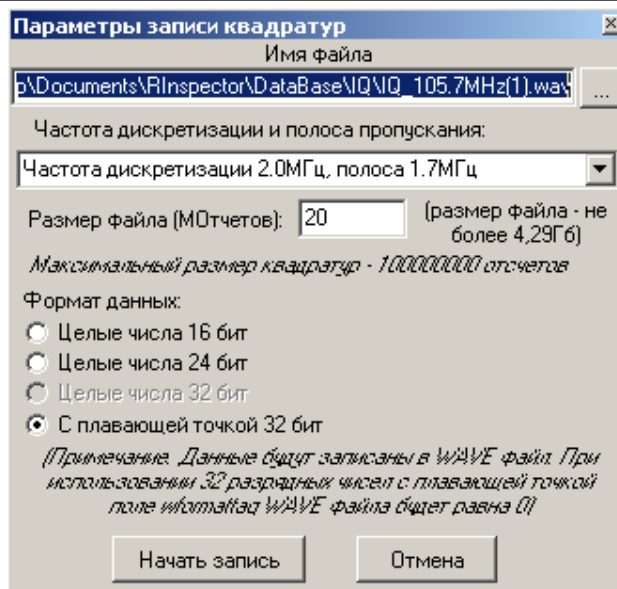 Параметры записи квадратур
Имя файла
p\Documents\RInspector\DataBase\IQ\IQ_105.7MHz(1).wav
...
Частота дискретизации и полоса пропускания:
Частота дискретизации 2.0МГц, полоса 1.7МГц
Размер файла (МОтчетов): 20 (размер файла - не
более 4,29Гб)
Максимальный размер квадратур - 100000000 отсчетов
Формат данных:
Целые числа 16 бит
Целые числа 24 бит
Целые числа 32 бит
С плавающей точкой 32 бит
(Примечание. Данные будут записаны в WAVE файл. При
использовании 32 разрядных чисел с плавающей точкой
поле wformattag WAVE файла будет равна 0)
Начать запись Отмена